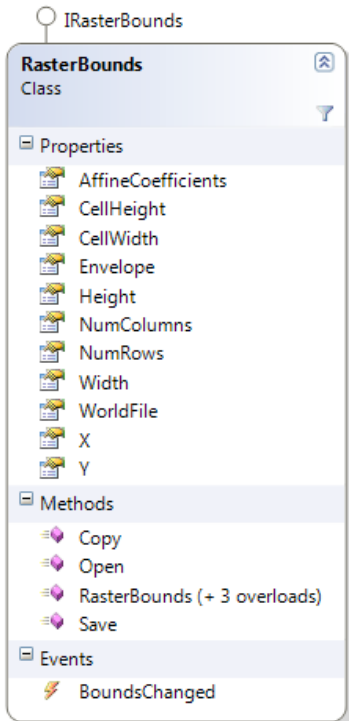 IRasterBounds
RasterBounds
Class
Properties
AffineCoefficients
CellHeight
CellWidth
Envelope
Height
NumColumns
NumRows
Width
WorldFile
X
Y
Methods
Copy
Open
RasterBounds (+ 3 overloads)
Save
Events
BoundsChanged